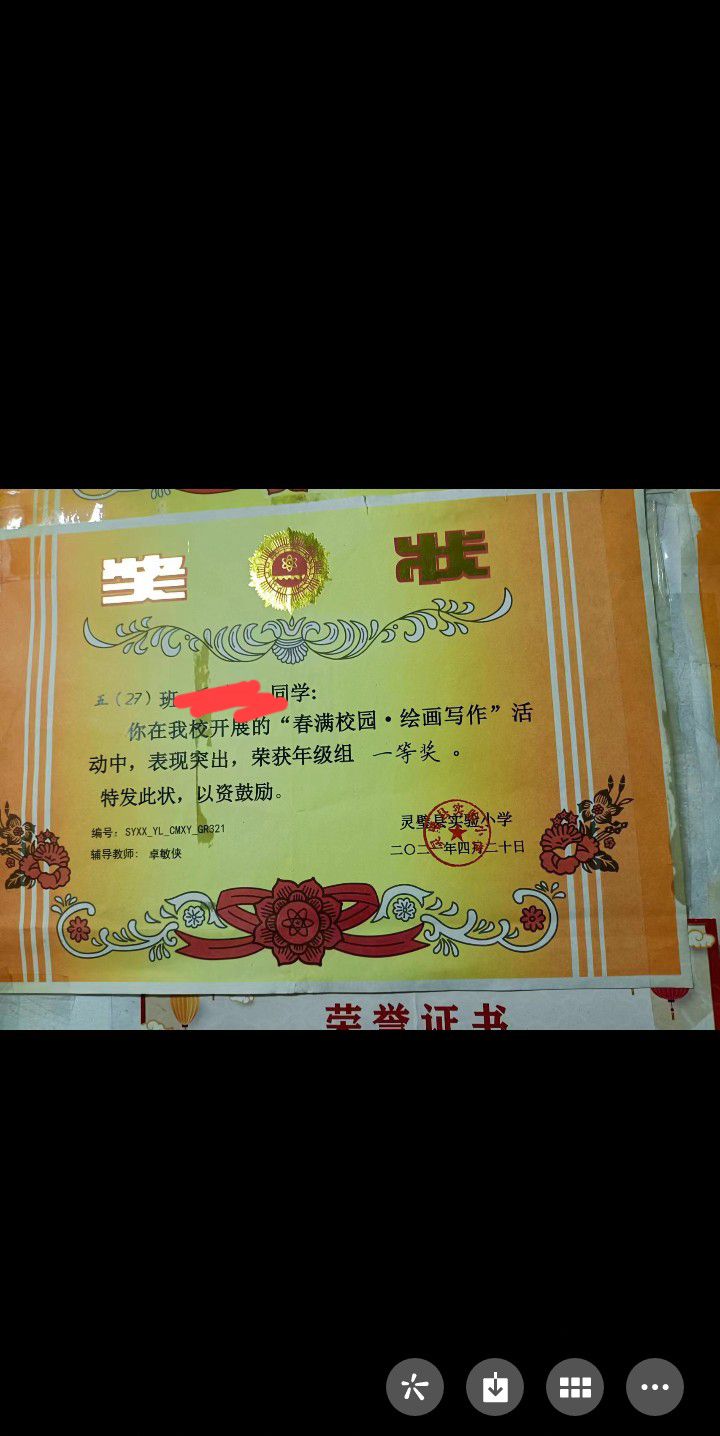 奖 状
五（27）班 同学：
你在我校开展的“春满校园·绘画写作”活
动中，表现突出，荣获年级组 一等奖 。
特发此状，以资鼓励。
编号：SYXX_YL_CMXY_GR321
灵璧县实验小学
辅导教师： 卓敏侠
二〇二一年四月二十日
荣誉证书